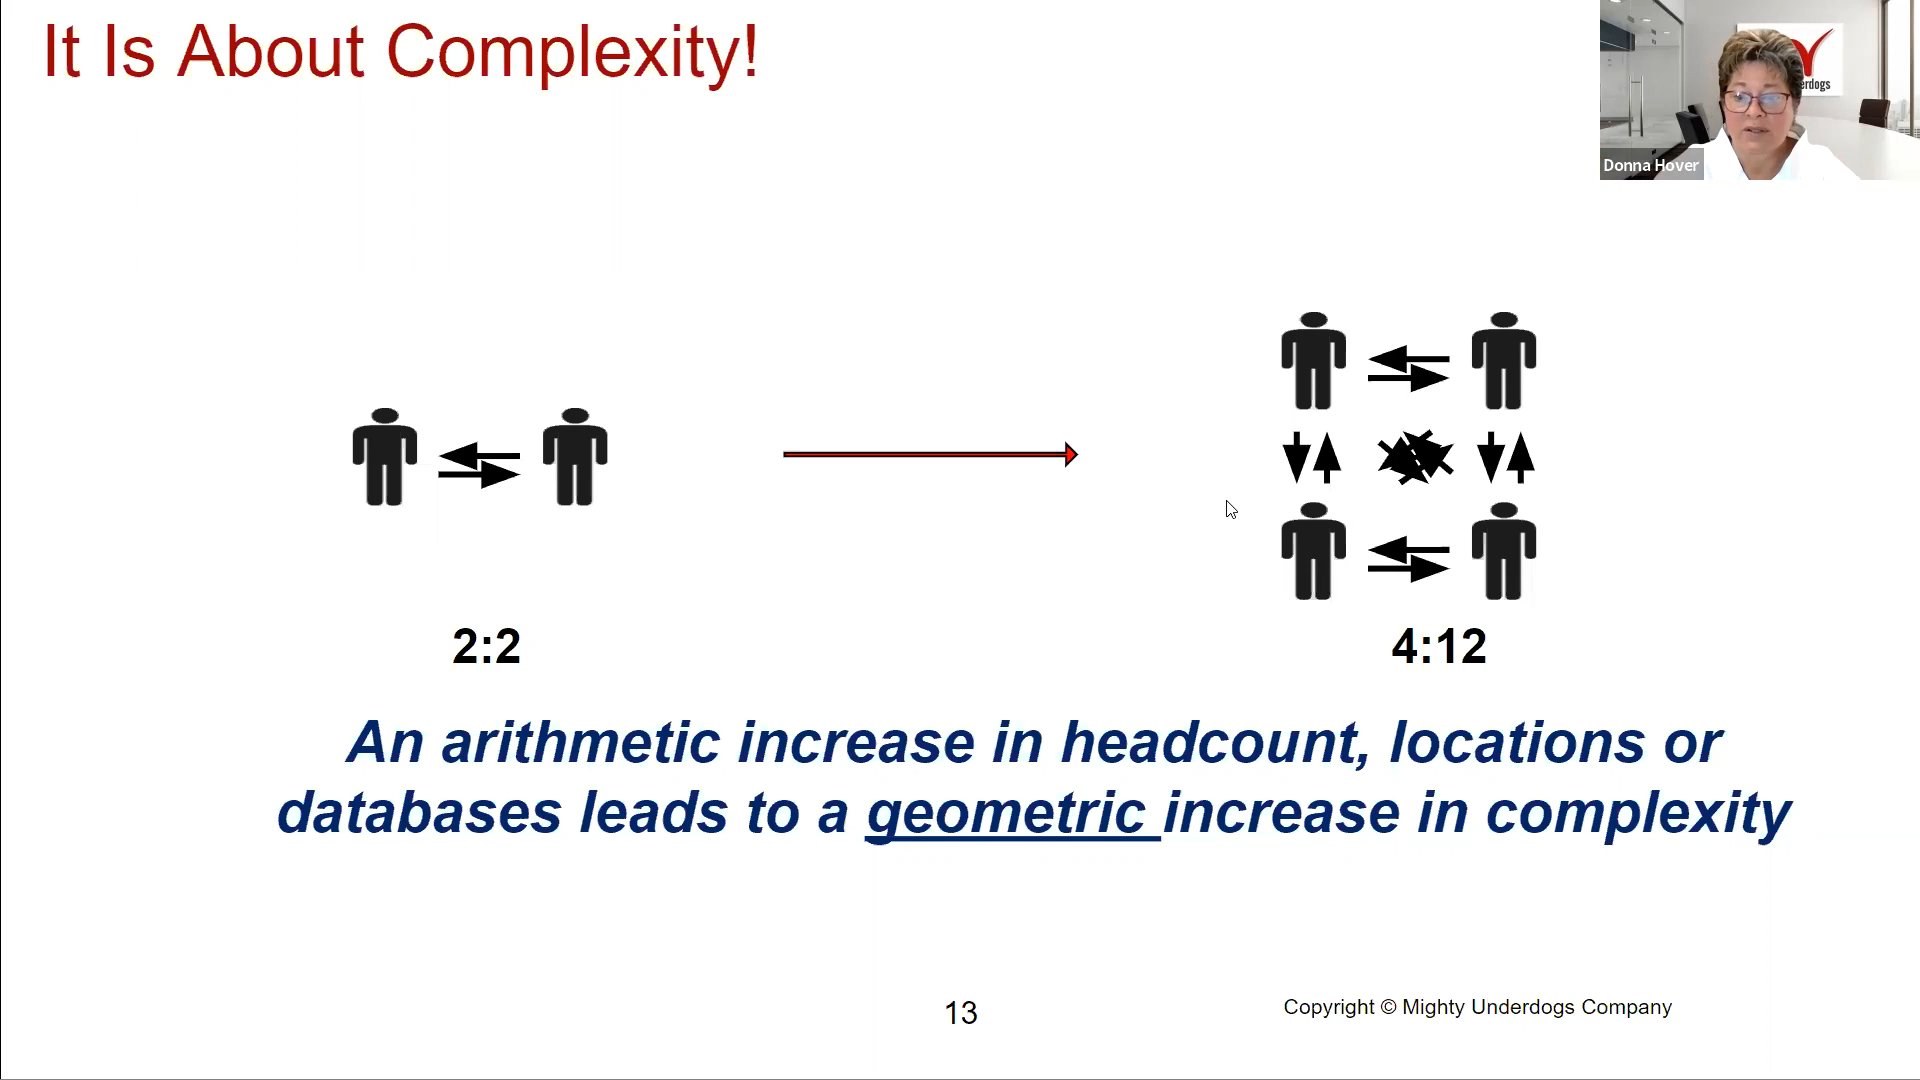 It Is About Complexity!
erdogs
Donna Hover
2:2
4:12
An arithmetic increase in headcount, locations or
databases leads to a geometric increase in complexity
13
Copyright © Mighty Underdogs Company